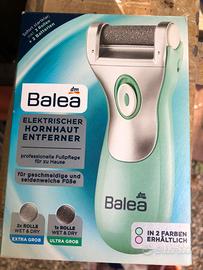 dm
Balea
ELEKTRISCHER
HORNHAUT
ENTFERNER
professionelle Fußpflege
für zu Hause
für geschmeidige und
seidenweiche Füße
2x ROLLE
WET & DRY
EXTRA GROB
1x ROLLE
WET & DRY
ULTRA GROB
Balea
IN 2 FARBEN
ERHÄLTLICH